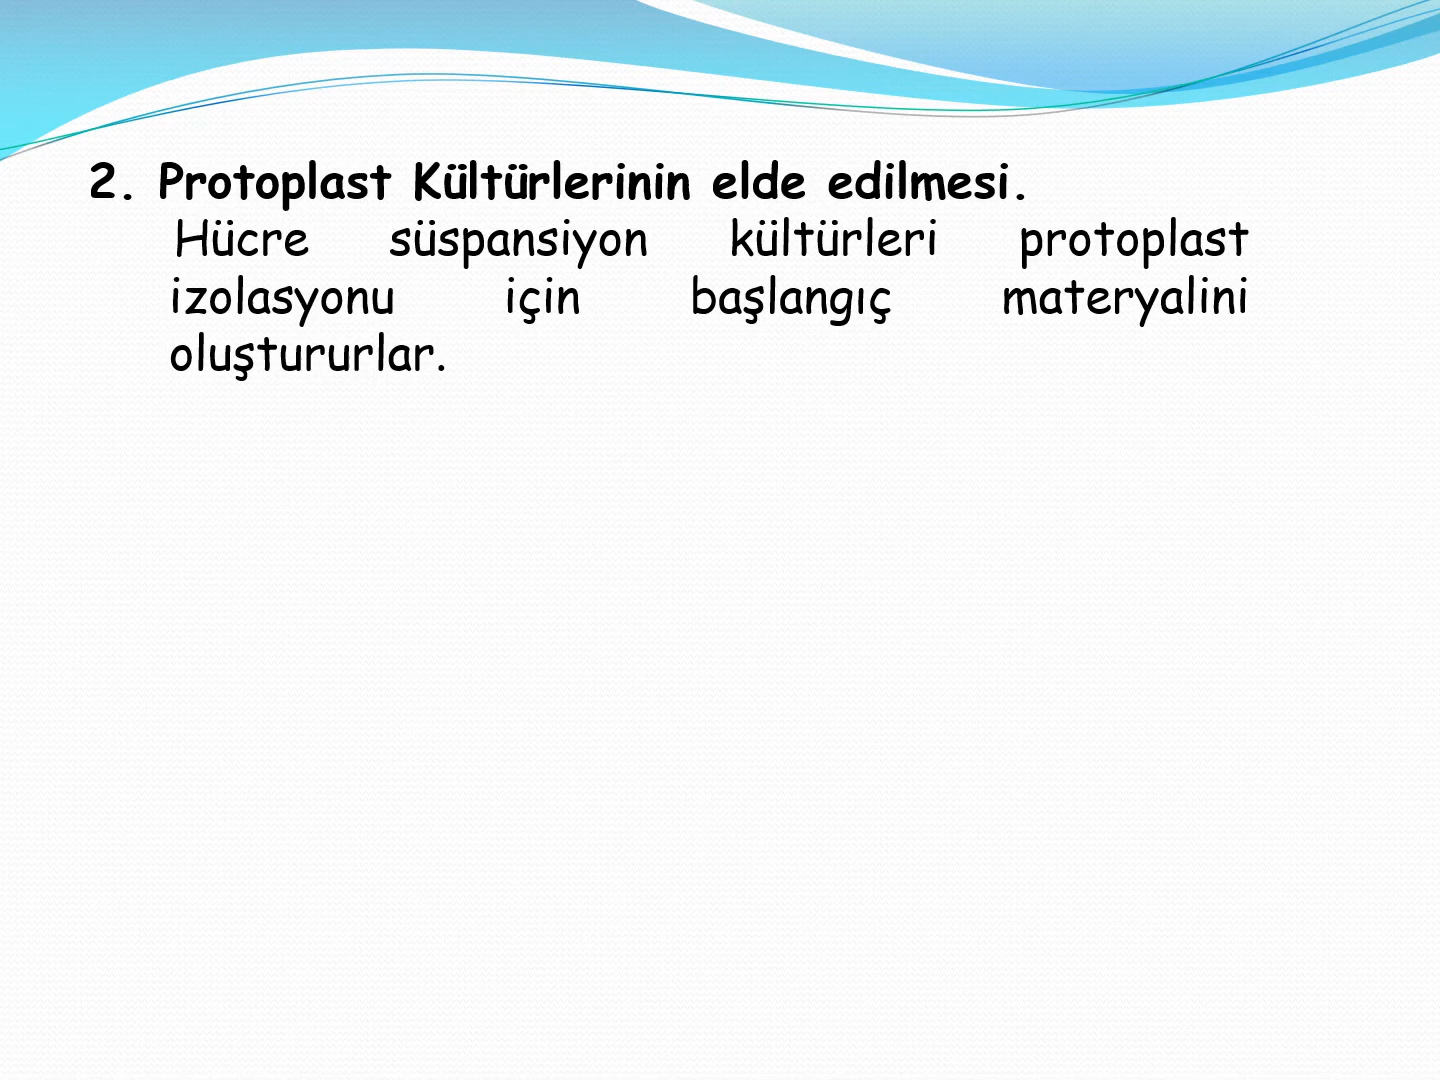 2. Protoplast Kültürlerinin elde edilmesi.
Hücre süspansiyon kültürleri protoplast
izolasyonu için başlangıç materyalini
oluştururlar.